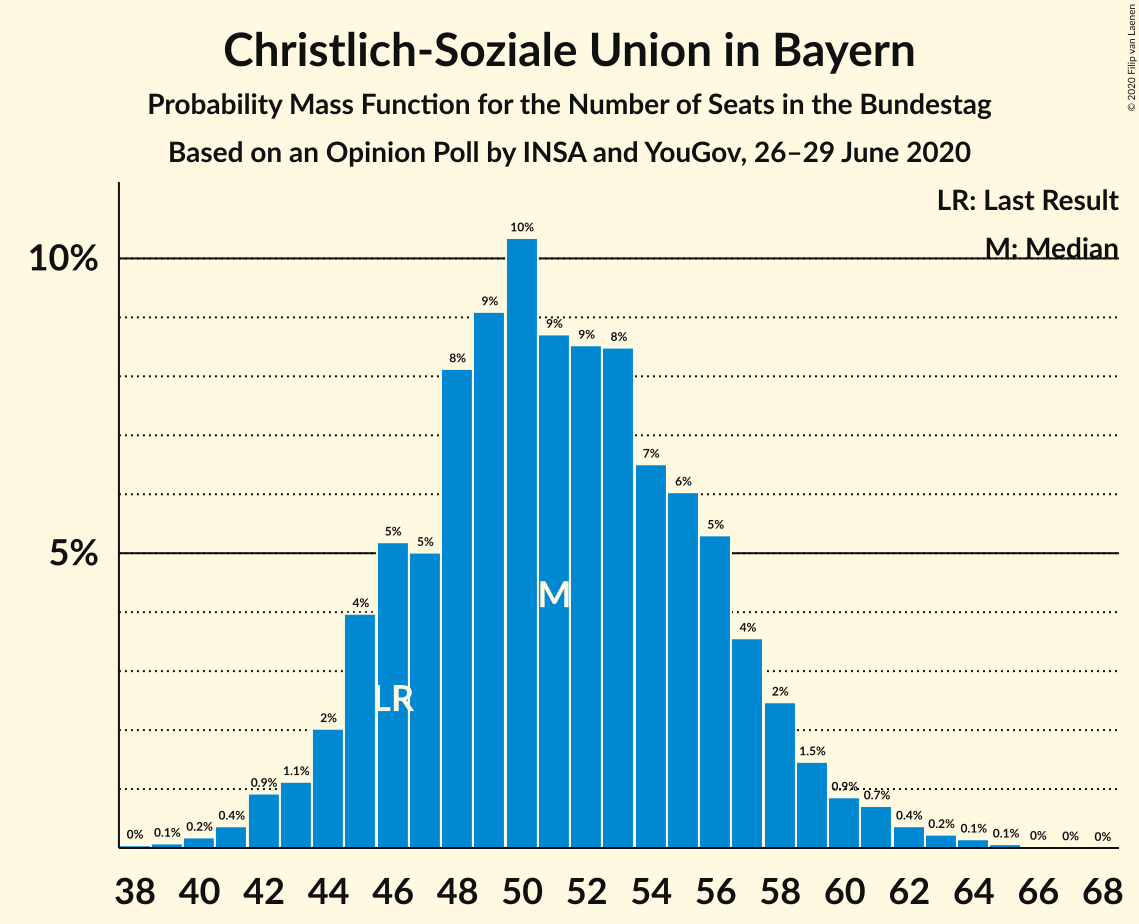 Christlich-Soziale Union in Bayern
Probability Mass Function for the Number of Seats in the Bundestag
Based on an Opinion Poll by INSA and YouGov, 26–29 June 2020
© 2020 Filip van Laenen
LR: Last Result
M: Median
10%
5%
0% 0.1% 0.2% 0.4% 0.9% 1.1% 2% 4% 5% 5% 8% 9% 10% 9% 9% 8% 7% 6% 5% 4% 2% 1.5% 0.9% 0.7% 0.4% 0.2% 0.1% 0.1% 0% 0% 0%
M
LR
38 40 42 44 46 48 50 52 54 56 58 60 62 64 66 68